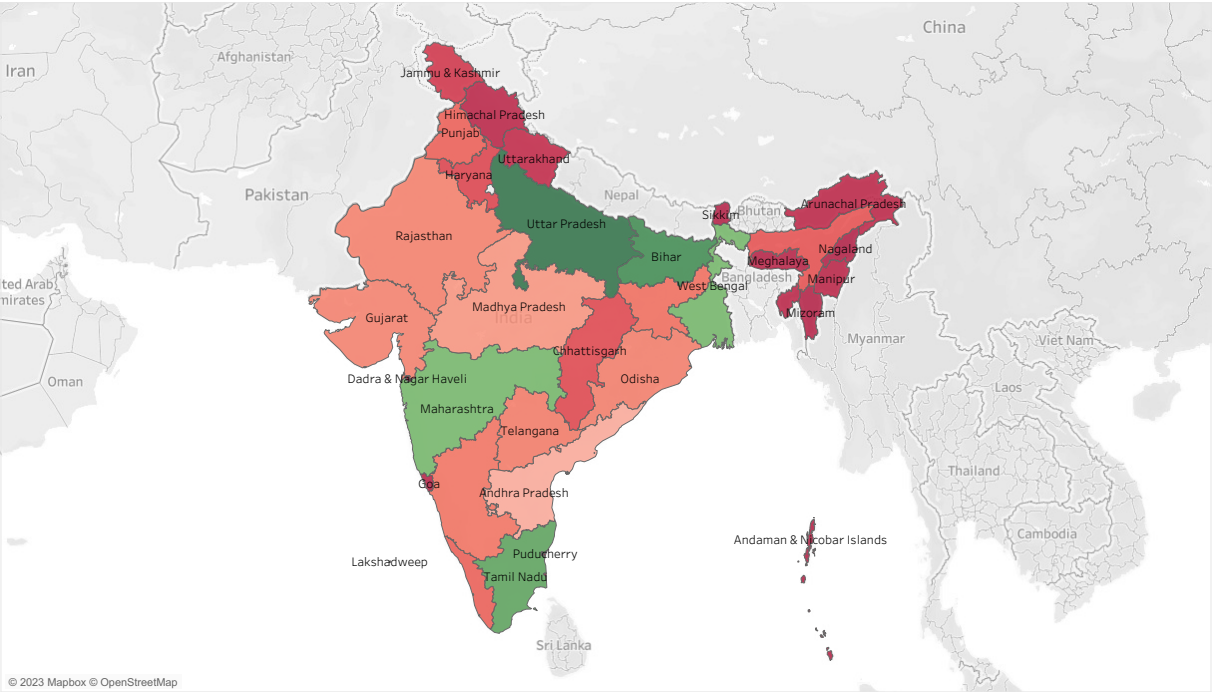 China
Afghanistan
Iran
Jammu & Kashmir
Himachal Pradesh
Punjab
Uttarakhand
Haryana
Pakistan
Nepal
Arunachal Pradesh
Sikkim
Bhutan
Uttar Pradesh
Rajasthan
Nagaland
Bihar
Meghalaya
Bangladesh
Manipur
ted Arab
mirates
West Bengal
Madhya Pradesh
India
Gujarat
Mizoram
Myanmar
Viet Nam
Chhattisgarh
Dadra & Nagar Haveli
Odisha
Oman
Laos
Maharashtra
Telangana
Thailand
Goa
Andhra Pradesh
Cambodia
Andaman & Nicobar Islands
Puducherry
Lakshadweep
Tamil Nadu
Sri Lanka
© 2023 Mapbox © OpenStreetMap